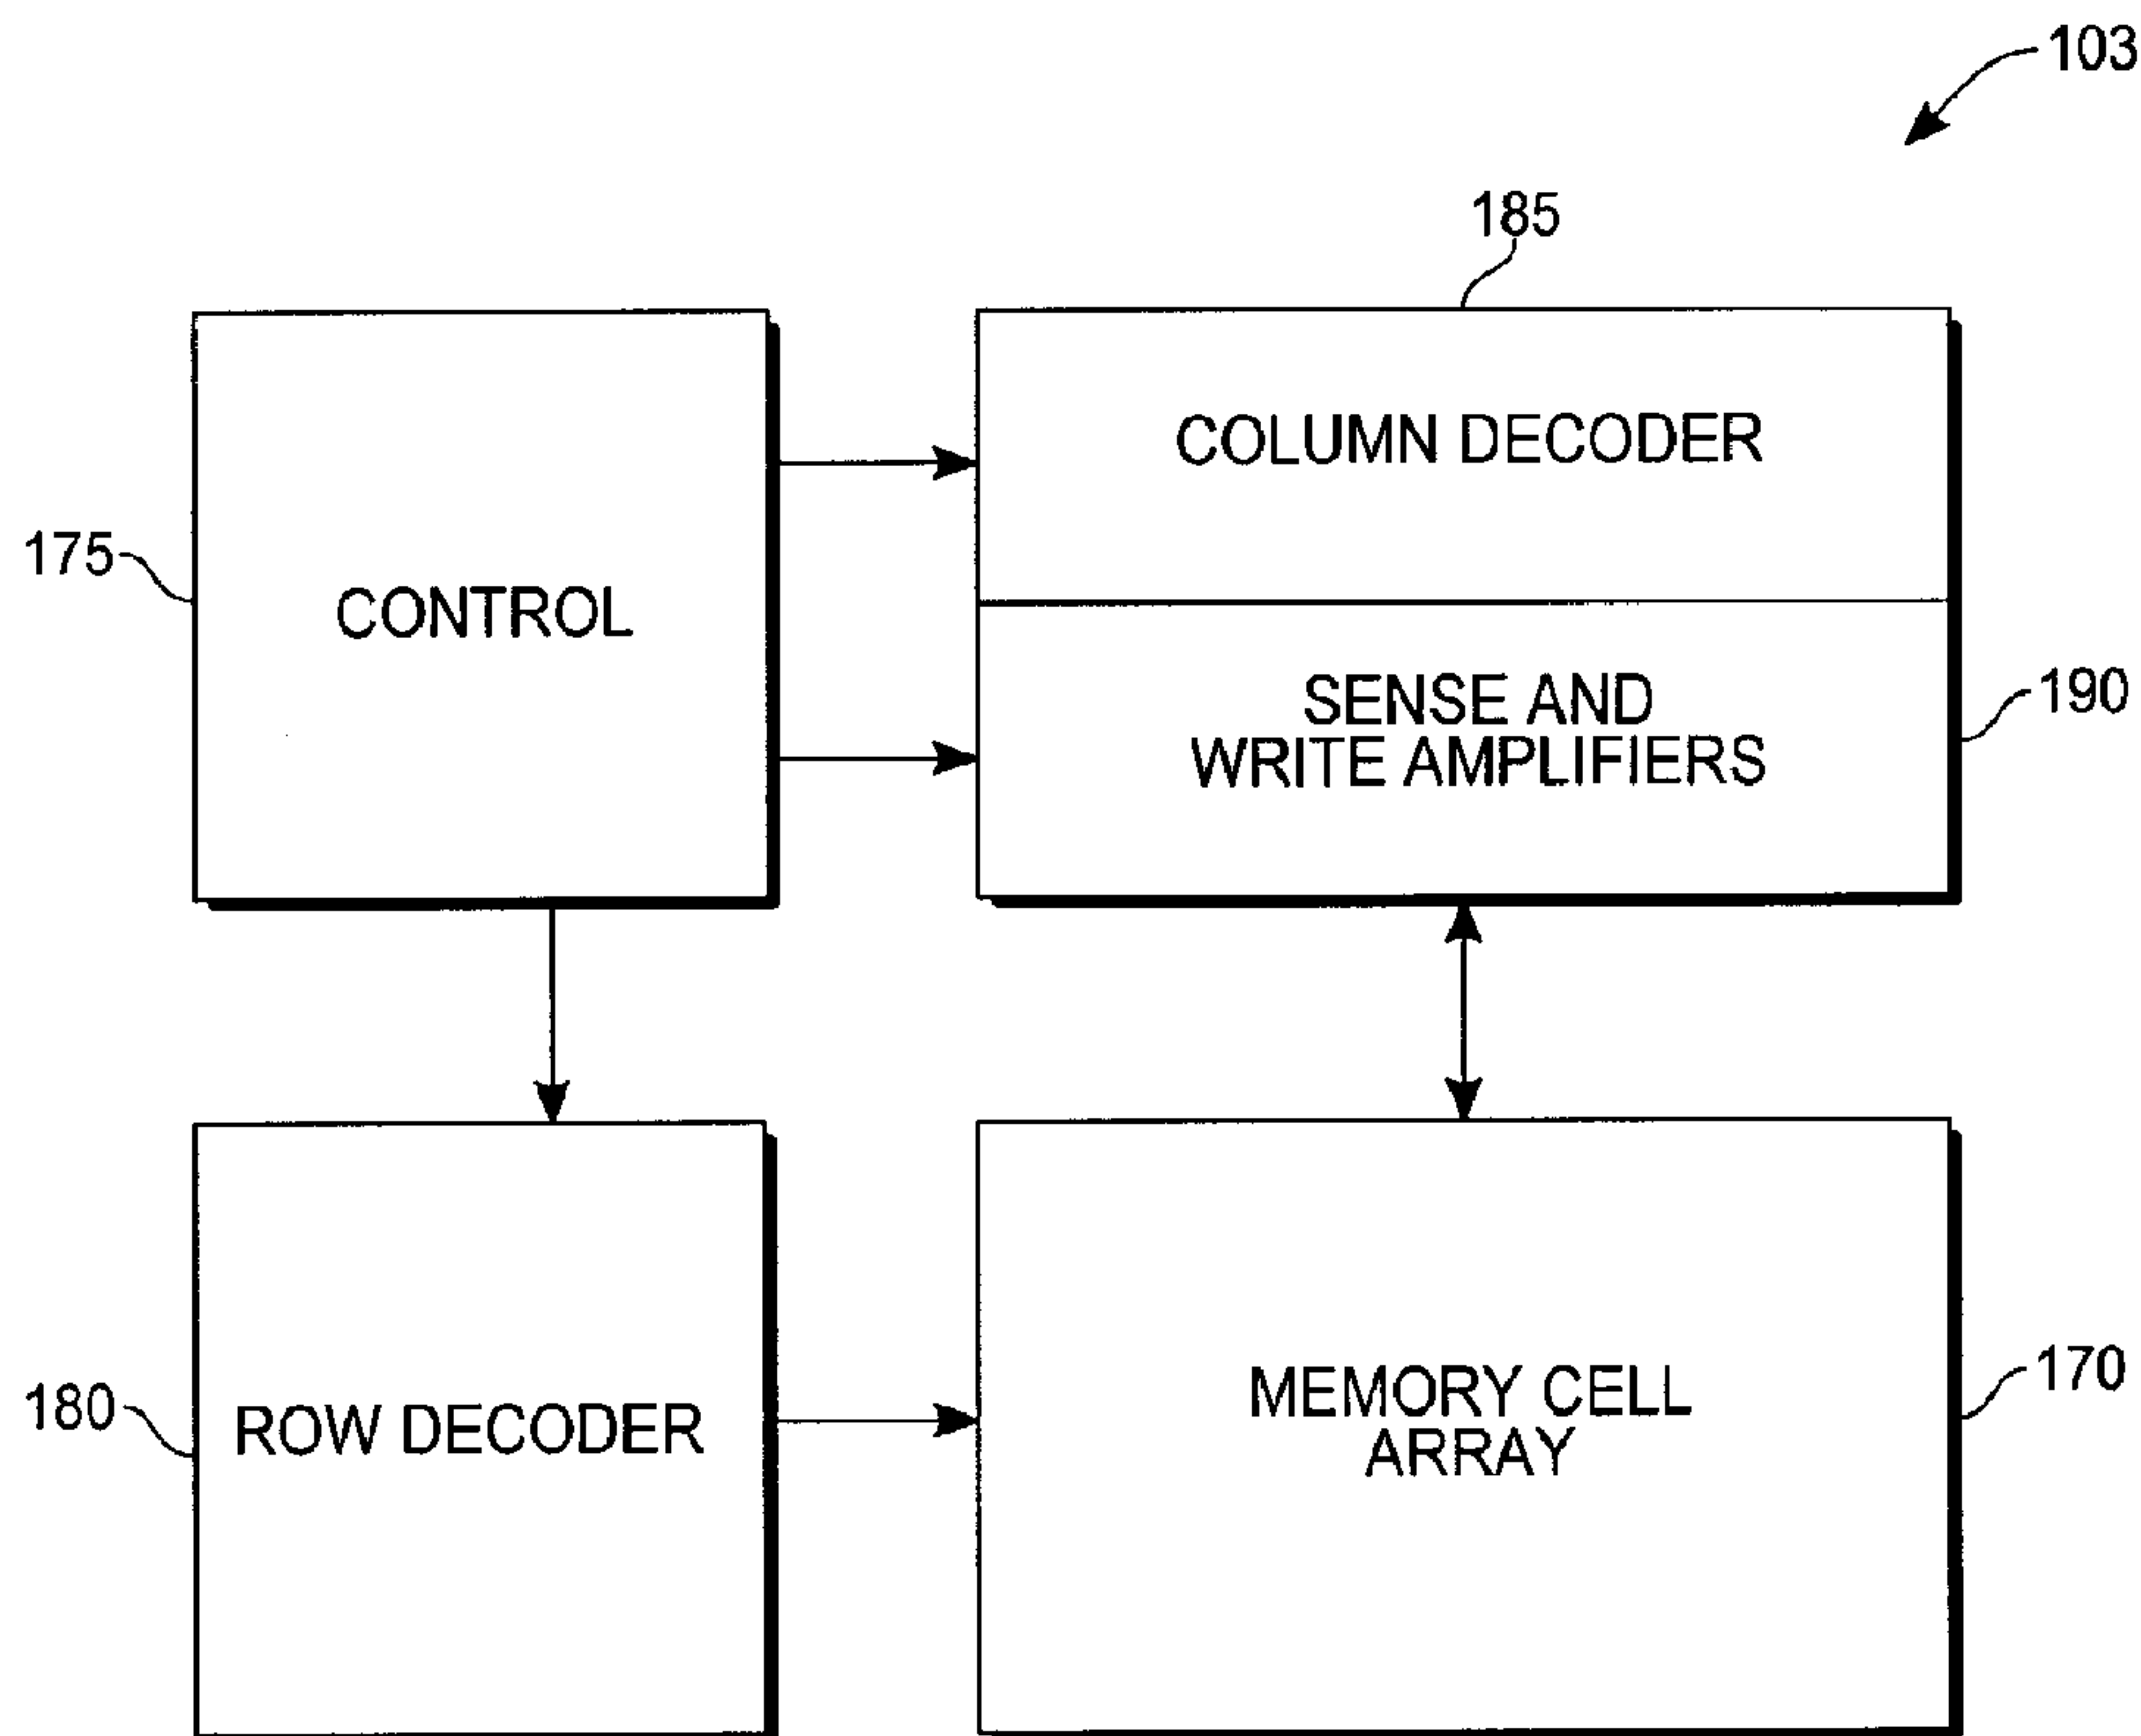 103
185
COLUMN DECODER
175
CONTROL
SENSE AND
WRITE AMPLIFIERS
190
180
ROW DECODER
MEMORY CELL
ARRAY
170